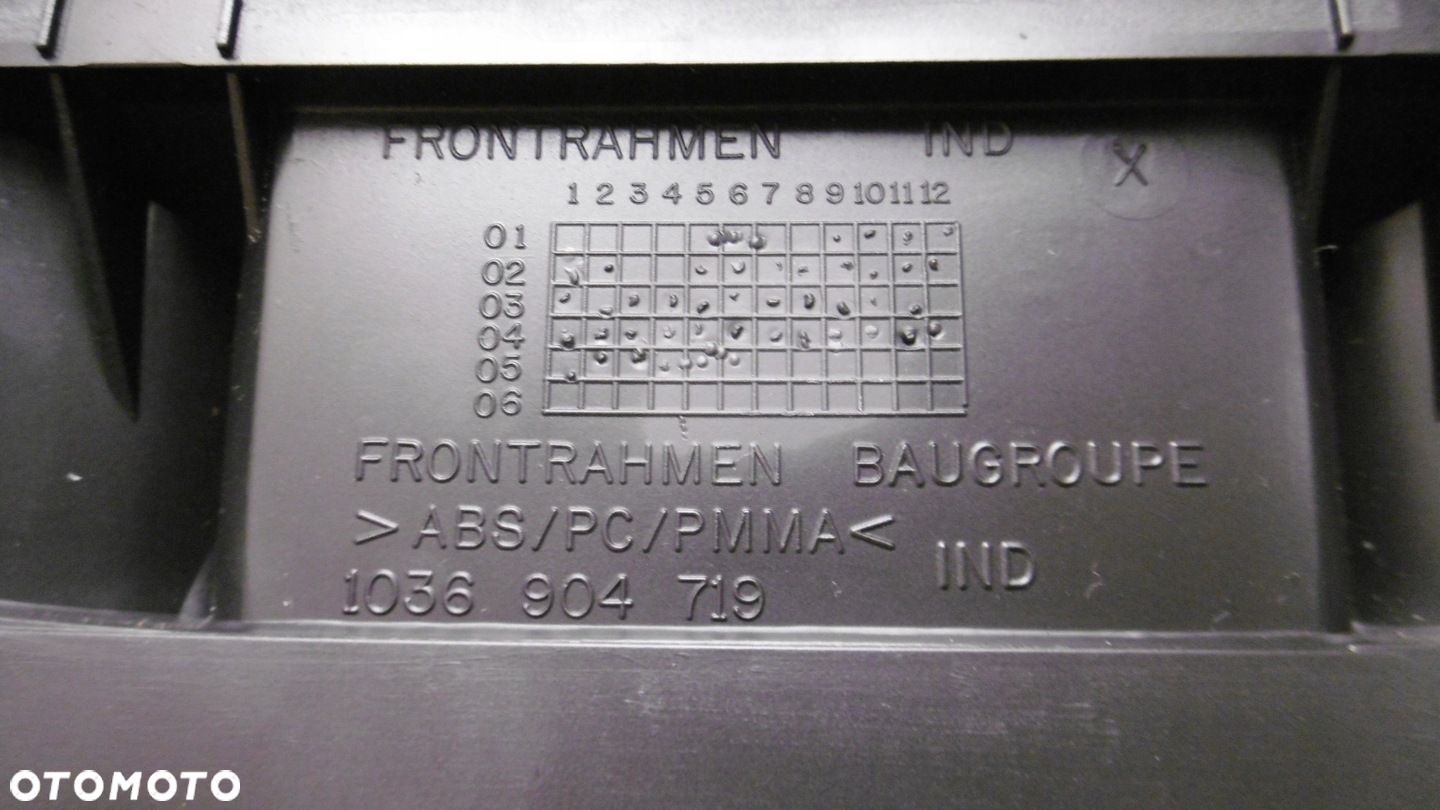 FRONTRAHMEN IND X
1 2 3 4 5 6 7 8 9 10 11 12
01
02
03
04
05
06
FRONTRAHMEN BAUGROUPE
>ABS/PC/PMMA< IND
1036 904 719
OTOMOTO